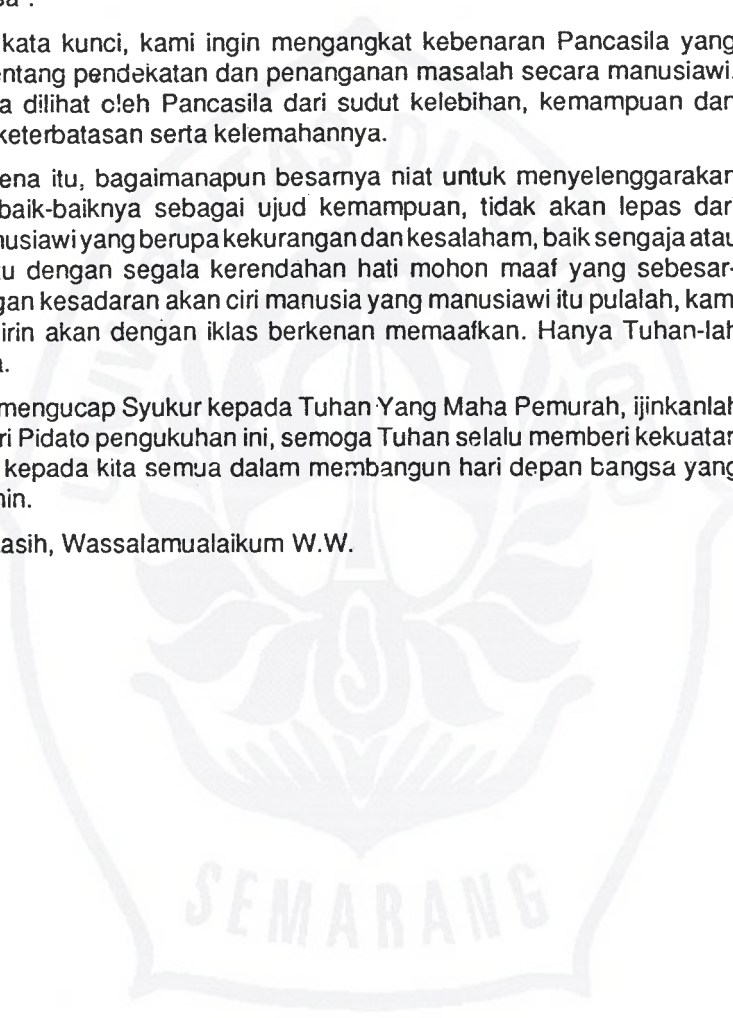 kata kunci, kami ingin mengangkat kebenaran Pancasila yang
entang pendekatan dan penanganan masalah secara manusiawi.
a dilihat oleh Pancasila dari sudut kelebihan, kemampuan dan
keterbatasan serta kelemahannya.
ena itu, bagaimanapun besarnya niat untuk menyelenggarakan
baik-baiknya sebagai ujud kemampuan, tidak akan lepas dari
nusiawi yang berupa kekurangan dan kesalaham, baik sengaja atau
tu dengan segala kerendahan hati mohon maaf yang sebesar-
gan kesadaran akan ciri manusia yang manusiawi itu pulalah, kami
irin akan dengan iklas berkenan memaafkan. Hanya Tuhan-lah
mengucap Syukur kepada Tuhan Yang Maha Pemurah, ijinkanlah
ri Pidato pengukuhan ini, semoga Tuhan selalu memberi kekuatan
kepada kita semua dalam membangun hari depan bangsa yang
nin.
asih, Wassalamualaikum W.W.
UNIVERSITAS DIPONEGORO
SEMARANG